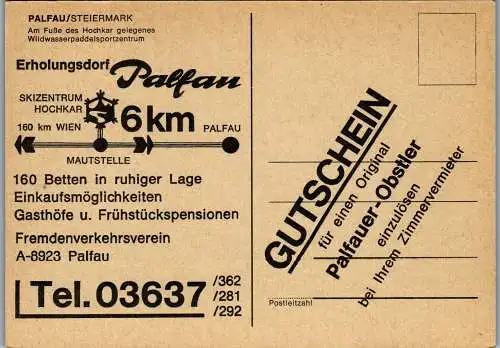 PALFAU/STEIERMARK
Am Fuße des Hochkar gelegenes
Wildwasserpaddelsportzentrum
Erholungsdorf Palfau
SKIZENTRUM
HOCHKAR
6 km
160 km WIEN
PALFAU
MAUTSTELLE
160 Betten in ruhiger Lage
Einkaufsmöglichkeiten
Gasthöfe u. Frühstückspensionen
Fremdenverkehrsverein
A-8923 Palfau
Tel. 03637 /362
/281
/292
GUTSCHEIN
für einen Original
Palfauer-Obstler
einzulösen
bei Ihrem Zimmervermieter
Postleitzahl